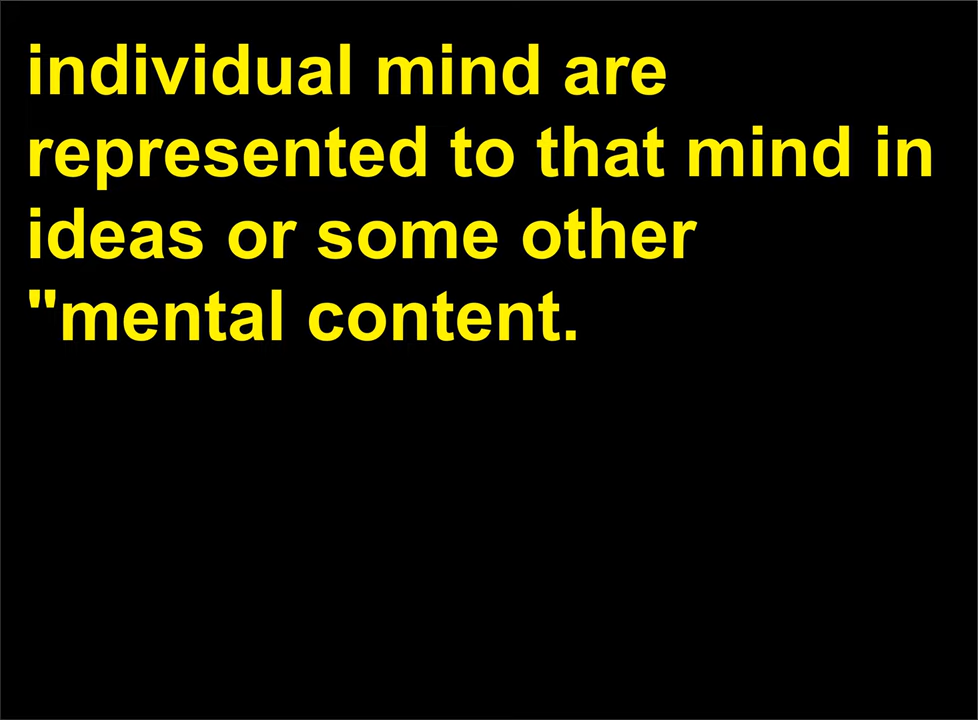 individual mind are
represented to that mind in
ideas or some other
"mental content.